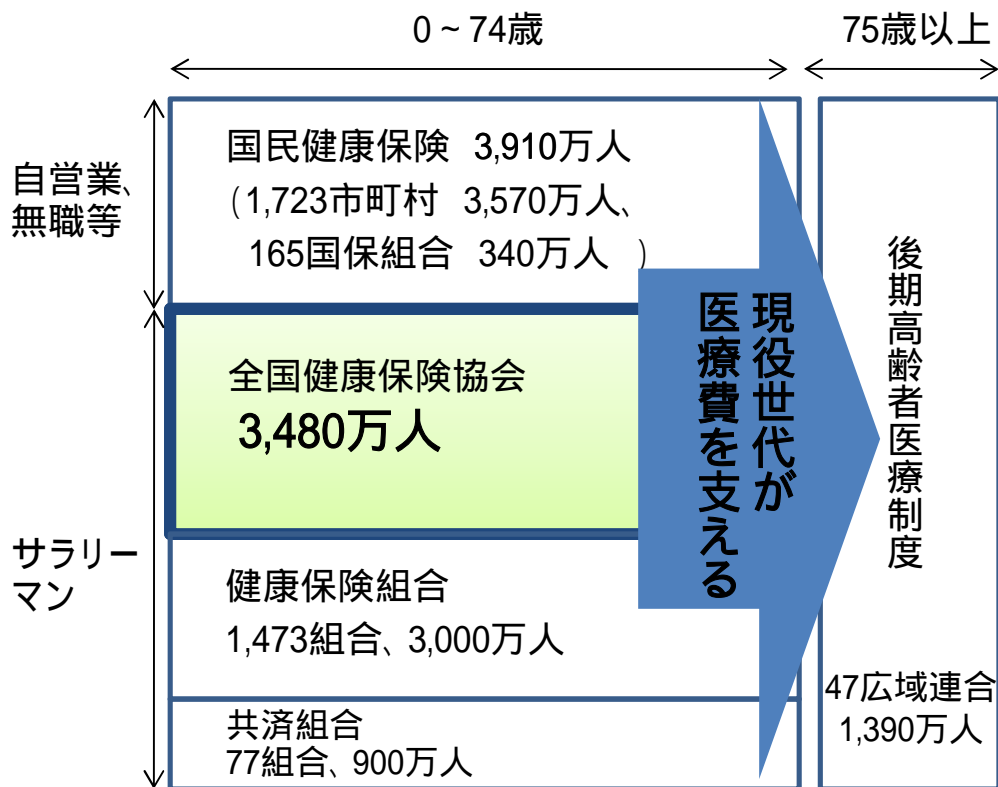 0~74歳
75歳以上
自営業、
無職等
国民健康保険 3,910万人
(1,723市町村 3,570万人、
165国保組合 340万人 )
全国健康保険協会
3,480万人
サラリー
マン
健康保険組合
1,473組合、3,000万人
共済組合
77組合、900万人
現役世代が
医療費を支える
後期高齢者医療制度
47広域連合
1,390万人